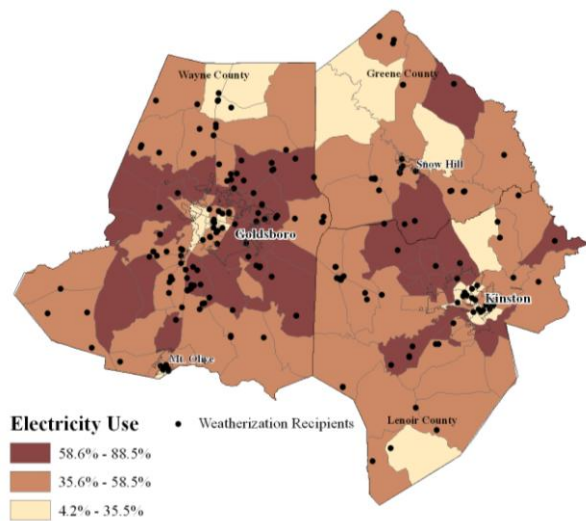 Wayne County
Greene County
Snow Hill
Goldsboro
Kinston
Mt. Olive
Lenoir County
Electricity Use
Weatherization Recipients
58.6% - 88.5%
35.6% - 58.5%
4.2% - 35.5%